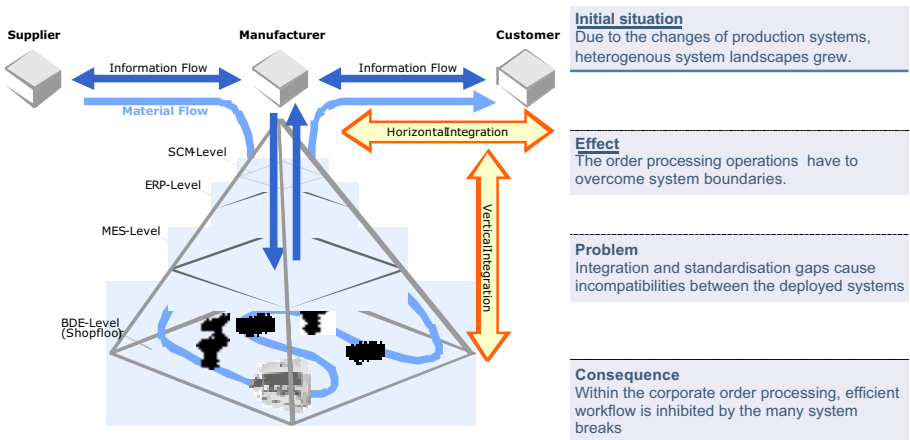 Supplier
Manufacturer
Customer
Information Flow
Information Flow
Material Flow
HorizontalIntegration
SCM-Level
ERP-Level
MES-Level
VerticalIntegration
BDE-Level
(Shopfloor)
Initial situation
Due to the changes of production systems,
heterogenous system landscapes grew.
Effect
The order processing operations have to
overcome system boundaries.
Problem
Integration and standardisation gaps cause
incompatibilities between the deployed systems
Consequence
Within the corporate order processing, efficient
workflow is inhibited by the many system
breaks